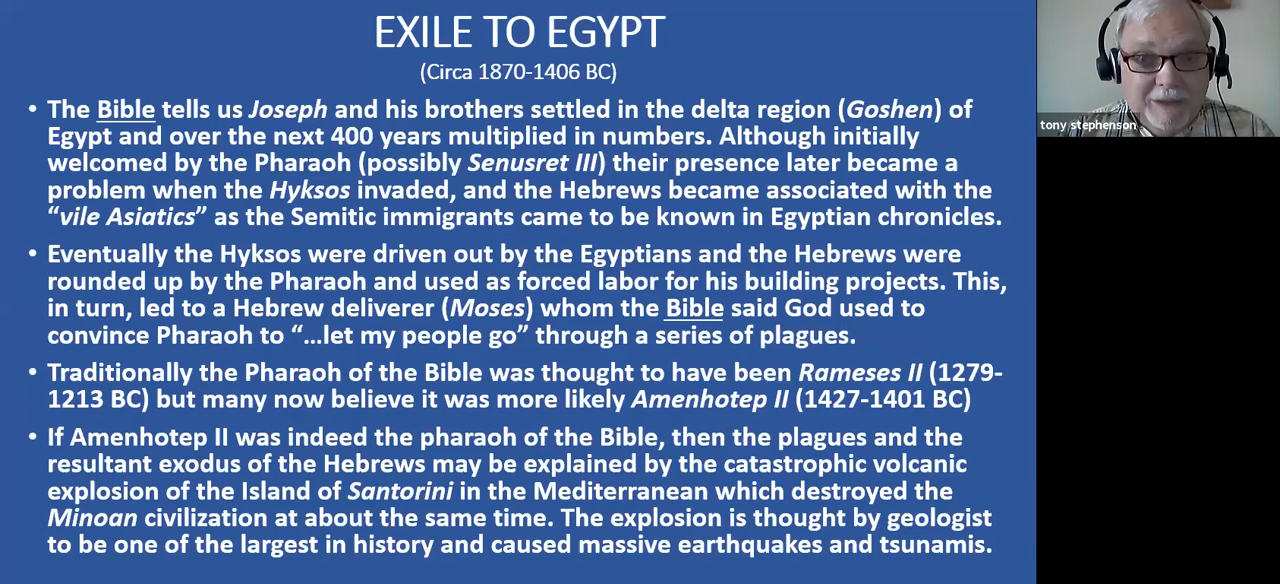 EXILE TO EGYPT
(Circa 1870-1406 BC)
• The Bible tells us Joseph and his brothers settled in the delta region (Goshen) of
Egypt and over the next 400 years multiplied in numbers. Although initially
welcomed by the Pharaoh (possibly Senusret III) their presence later became a
problem when the Hyksos invaded, and the Hebrews became associated with the
“vile Asiatics” as the Semitic immigrants came to be known in Egyptian chronicles.
• Eventually the Hyksos were driven out by the Egyptians and the Hebrews were
rounded up by the Pharaoh and used as forced labor for his building projects. This,
in turn, led to a Hebrew deliverer (Moses) whom the Bible said God used to
convince Pharaoh to “…let my people go” through a series of plagues.
• Traditionally the Pharaoh of the Bible was thought to have been Rameses II (1279-
1213 BC) but many now believe it was more likely Amenhotep II (1427-1401 BC)
• If Amenhotep II was indeed the pharaoh of the Bible, then the plagues and the
resultant exodus of the Hebrews may be explained by the catastrophic volcanic
explosion of the Island of Santorini in the Mediterranean which destroyed the
Minoan civilization at about the same time. The explosion is thought by geologist
to be one of the largest in history and caused massive earthquakes and tsunamis.
tony stephenson